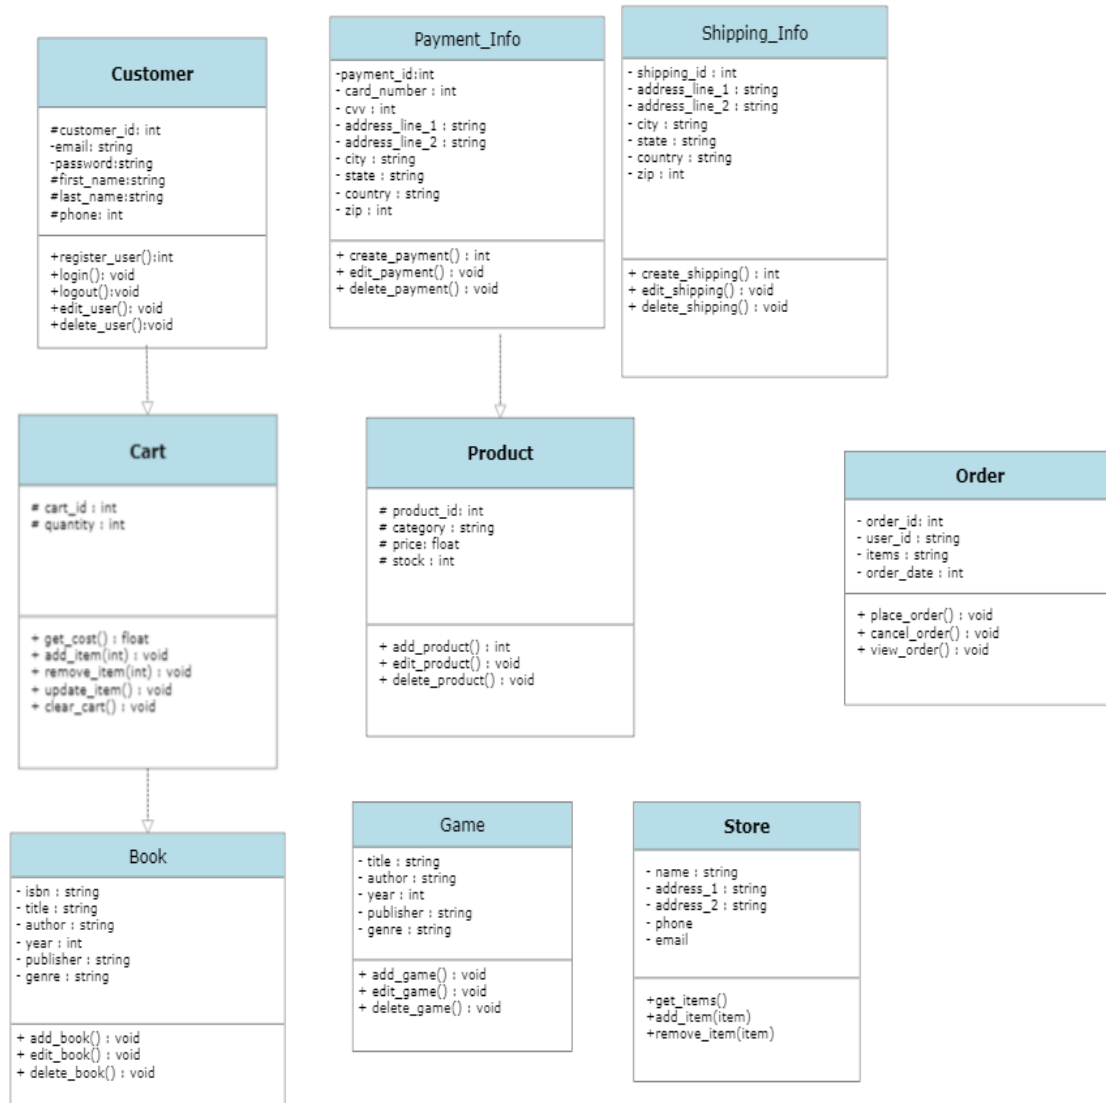 Customer
#customer_id: int
-email: string
-password:string
#first_name:string
#last_name:string
#phone: int
+register_user():int
+login(): void
+logout():void
+edit_user(): void
+delete_user():void
Payment_Info
-payment_id:int
- card_number : int
- cvv : int
- address_line_1 : string
- address_line_2 : string
- city : string
- state : string
- country : string
- zip : int
+ create_payment() : int
+ edit_payment() : void
+ delete_payment() : void
Shipping_Info
- shipping_id : int
- address_line_1 : string
- address_line_2 : string
- city : string
- state : string
- country : string
- zip : int
+ create_shipping() : int
+ edit_shipping() : void
+ delete_shipping() : void
Cart
# cart_id : int
# quantity : int
+ get_cost() : float
+ add_item(int) : void
+ remove_item(int) : void
+ update_item() : void
+ clear_cart() : void
Product
# product_id: int
# category : string
# price: float
# stock : int
+ add_product() : int
+ edit_product() : void
+ delete_product() : void
Order
- order_id: int
- user_id : string
- items : string
- order_date : int
+ place_order() : void
+ cancel_order() : void
+ view_order() : void
Book
- isbn : string
- title : string
- author : string
- year : int
- publisher : string
- genre : string
+ add_book() : void
+ edit_book() : void
+ delete_book() : void
Game
- title : string
- author : string
- year : int
- publisher : string
- genre : string
+ add_game() : void
+ edit_game() : void
+ delete_game() : void
Store
- name : string
- address_1 : string
- address_2 : string
- phone
- email
+get_items()
+add_item(item)
+remove_item(item)